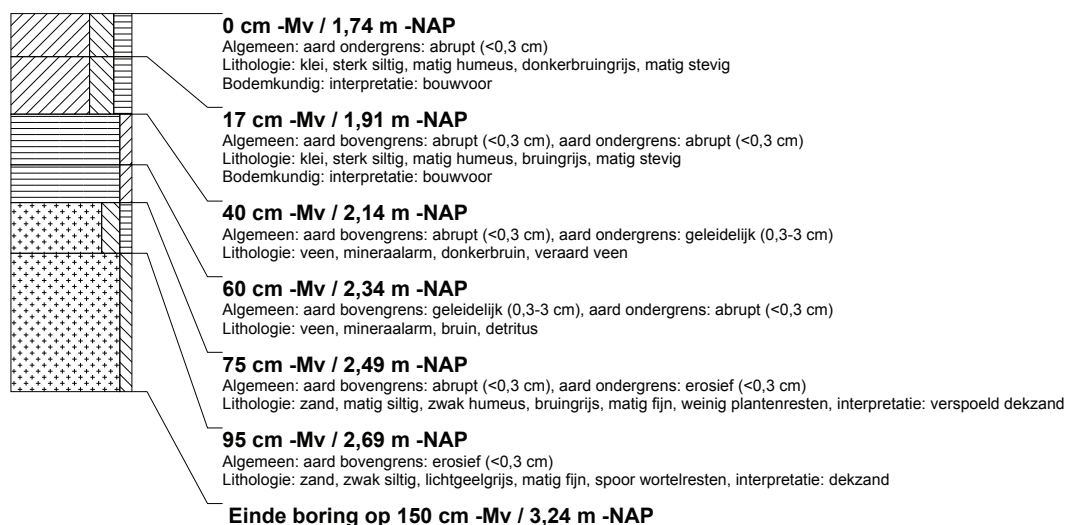 0 cm -Mv / 1,74 m -NAP
Algemeen: aard ondergrens: abrupt (<0,3 cm)
Lithologie: klei, sterk siltig, matig humeus, donkerbruingrijs, matig stevig
Bodemkundig: interpretatie: bouwvoor
17 cm -Mv / 1,91 m -NAP
Algemeen: aard bovengrens: abrupt (<0,3 cm), aard ondergrens: abrupt (<0,3 cm)
Lithologie: klei, sterk siltig, matig humeus, bruingrijs, matig stevig
Bodemkundig: interpretatie: bouwvoor
40 cm -Mv / 2,14 m -NAP
Algemeen: aard bovengrens: abrupt (<0,3 cm), aard ondergrens: geleidelijk (0,3-3 cm)
Lithologie: veen, mineraalarm, donkerbruin, veraard veen
60 cm -Mv / 2,34 m -NAP
Algemeen: aard bovengrens: geleidelijk (0,3-3 cm), aard ondergrens: abrupt (<0,3 cm)
Lithologie: veen, mineraalarm, bruin, detritus
75 cm -Mv / 2,49 m -NAP
Algemeen: aard bovengrens: abrupt (<0,3 cm), aard ondergrens: erosief (<0,3 cm)
Lithologie: zand, matig siltig, zwak humeus, bruingrijs, matig fijn, weinig plantenresten, interpretatie: verspoeld dekzand
95 cm -Mv / 2,69 m -NAP
Algemeen: aard bovengrens: erosief (<0,3 cm)
Lithologie: zand, zwak siltig, lichtgeelgrijs, matig fijn, spoor wortelresten, interpretatie: dekzand
Einde boring op 150 cm -Mv / 3,24 m -NAP